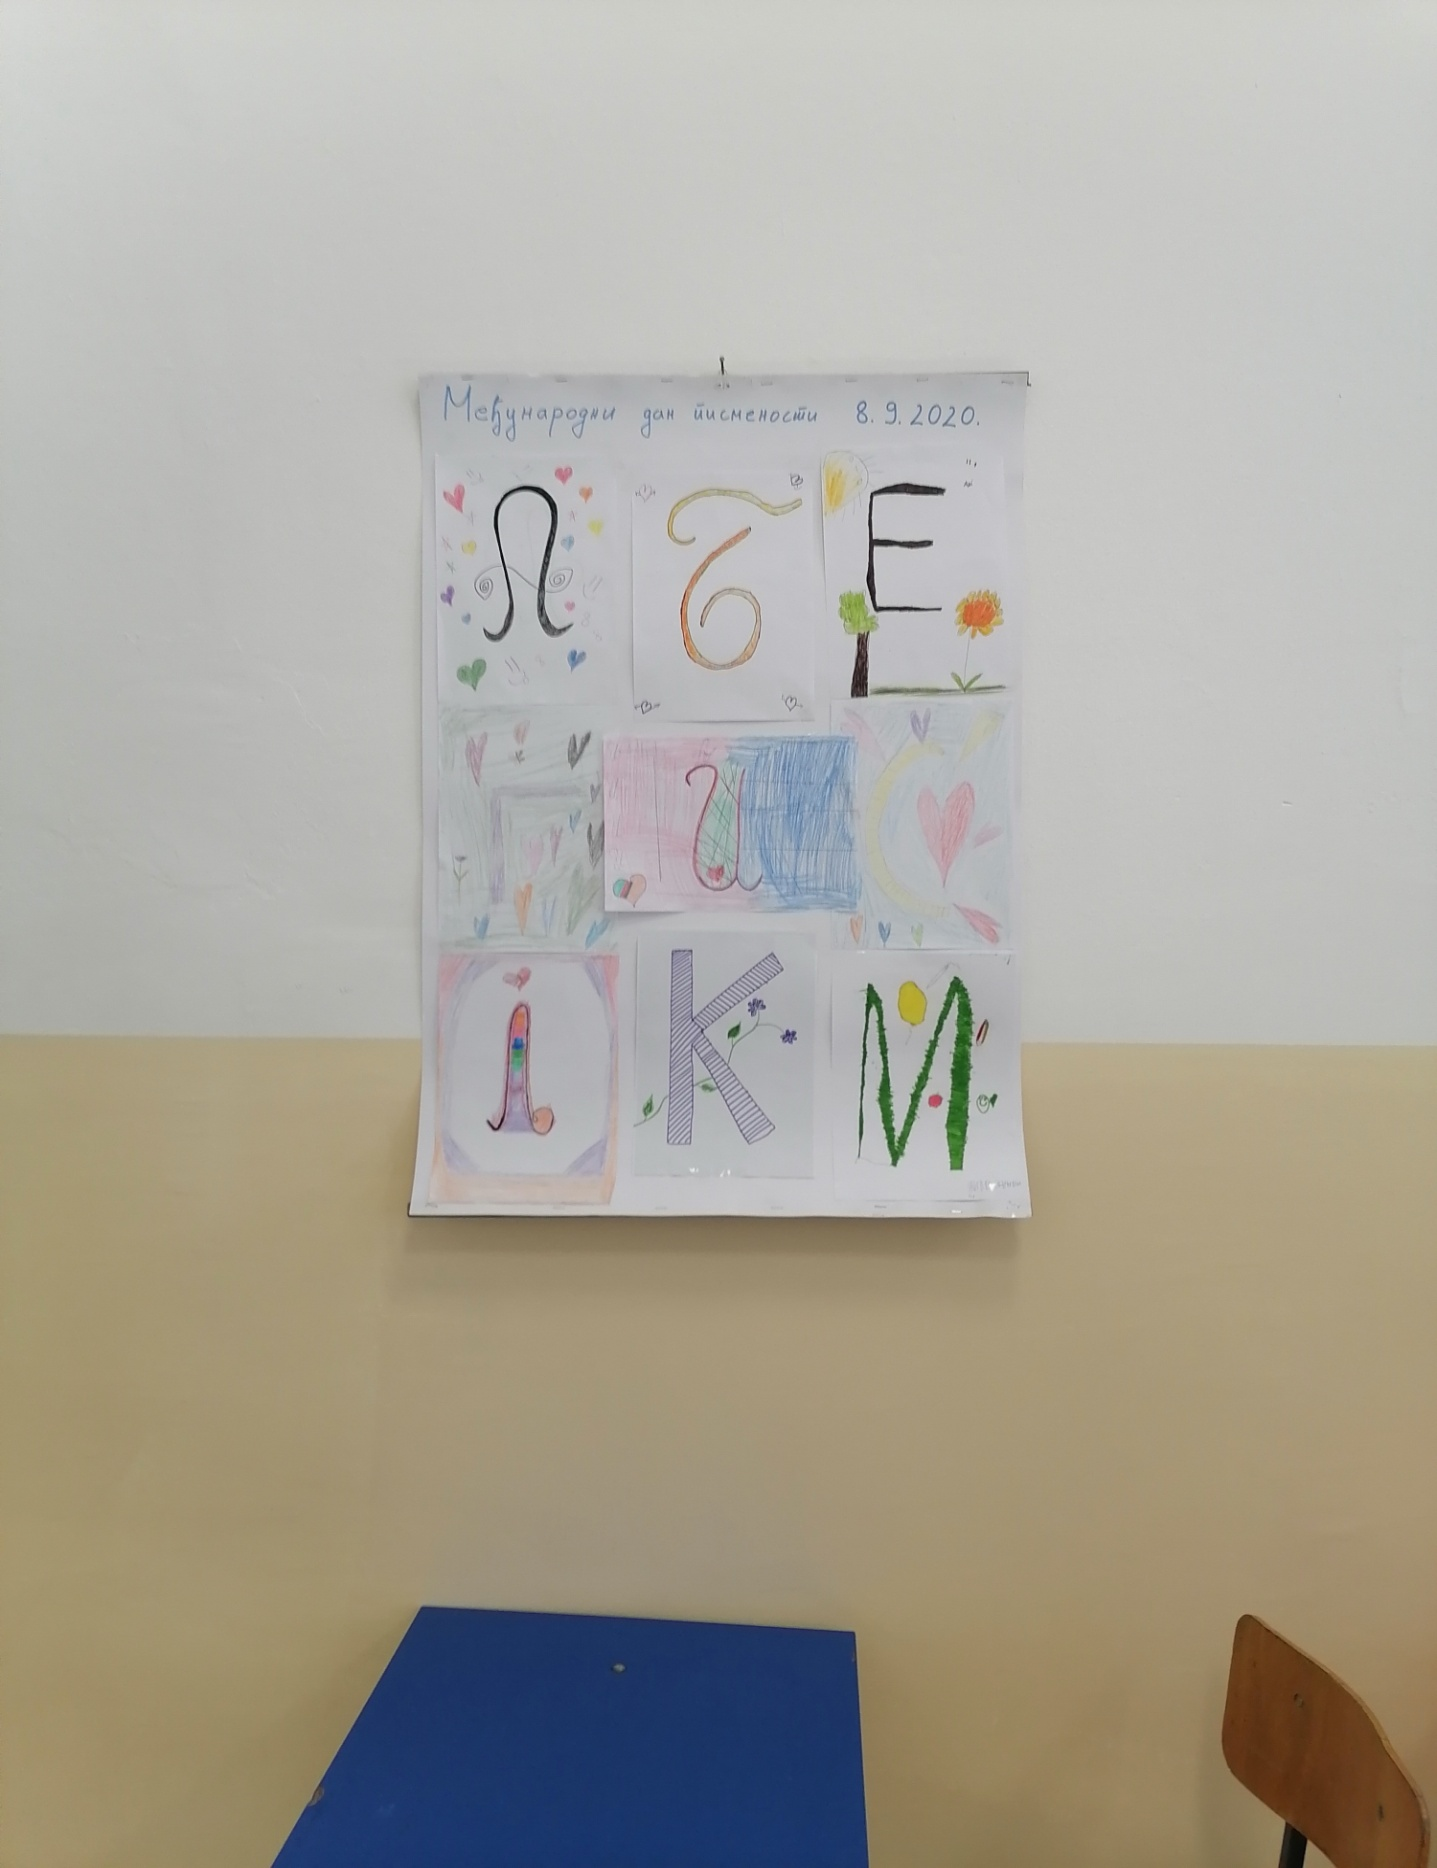 Међународни дан писмености 8.9.2020.
А Б Е
Г и С
К М